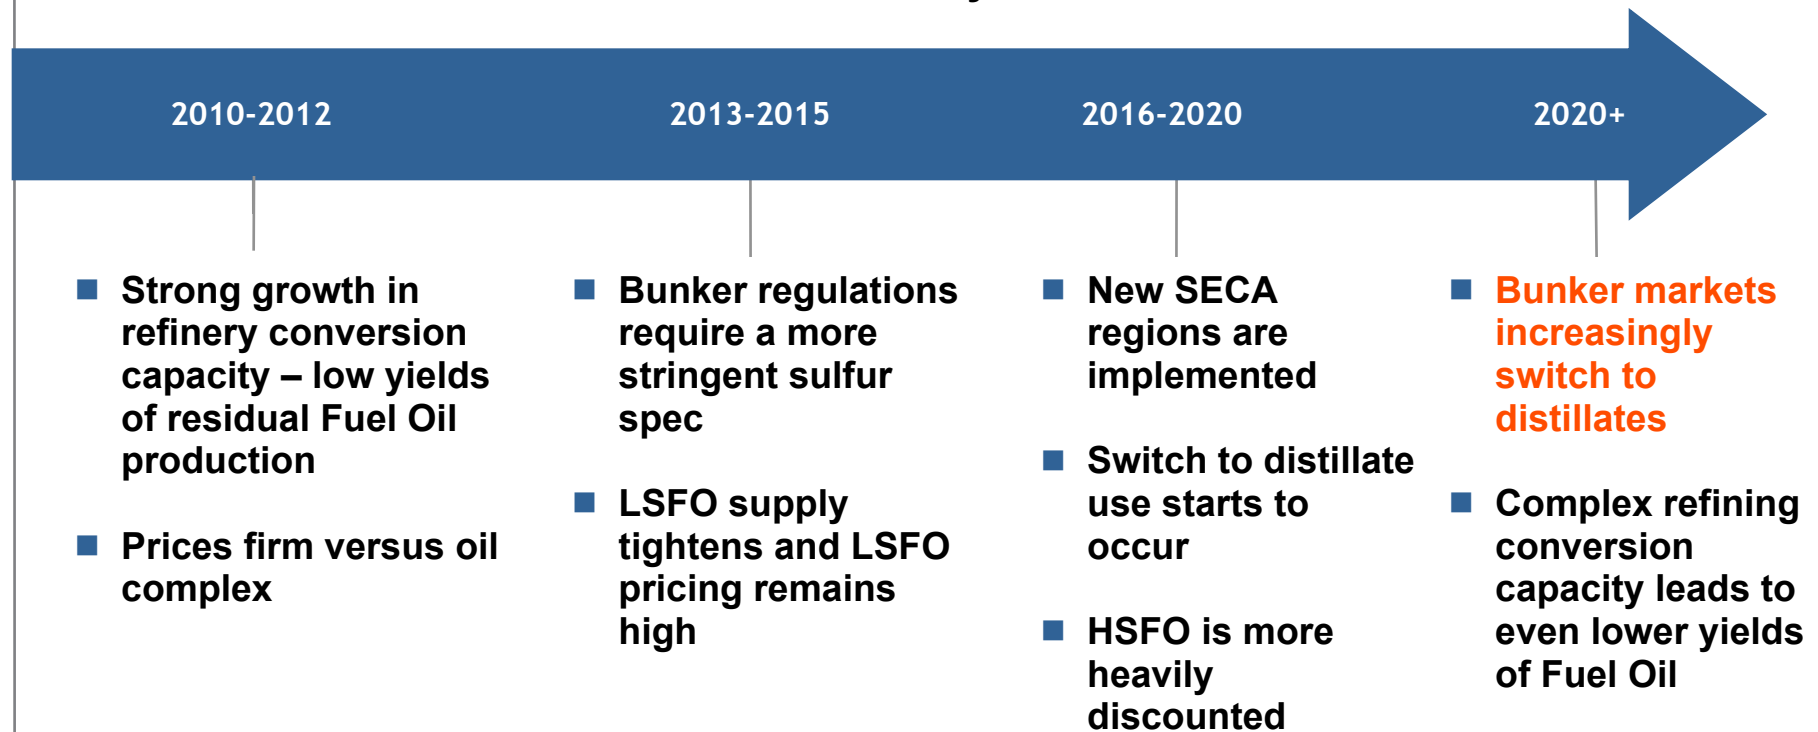 2010-2012
2013-2015
2016-2020
2020+
Strong growth in
refinery conversion
capacity – low yields
of residual Fuel Oil
production
Prices firm versus oil
complex
Bunker regulations
require a more
stringent sulfur
spec
LSFO supply
tightens and LSFO
pricing remains
high
New SECA
regions are
implemented
Switch to distillate
use starts to
occur
HSFO is more
heavily
discounted
Bunker markets
increasingly
switch to
distillates
Complex refining
conversion
capacity leads to
even lower yields
of Fuel Oil